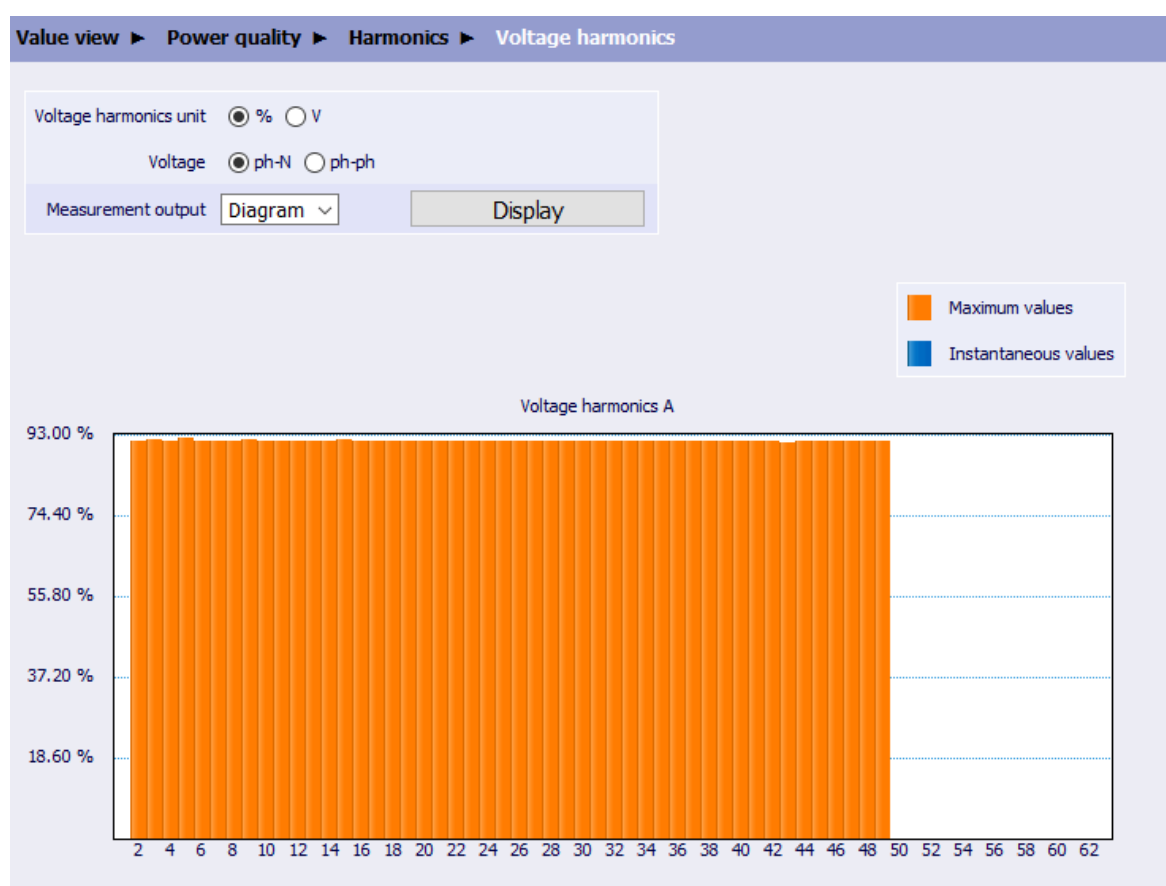 Value view ► Power quality ► Harmonics ► Voltage harmonics
Voltage harmonics unit % V
Voltage ph-N ph-ph
Measurement output Diagram Display
Maximum values
Instantaneous values
Voltage harmonics A
93.00 %
74.40 %
55.80 %
37.20 %
18.60 %
2 4 6 8 10 12 14 16 18 20 22 24 26 28 30 32 34 36 38 40 42 44 46 48 50 52 54 56 58 60 62